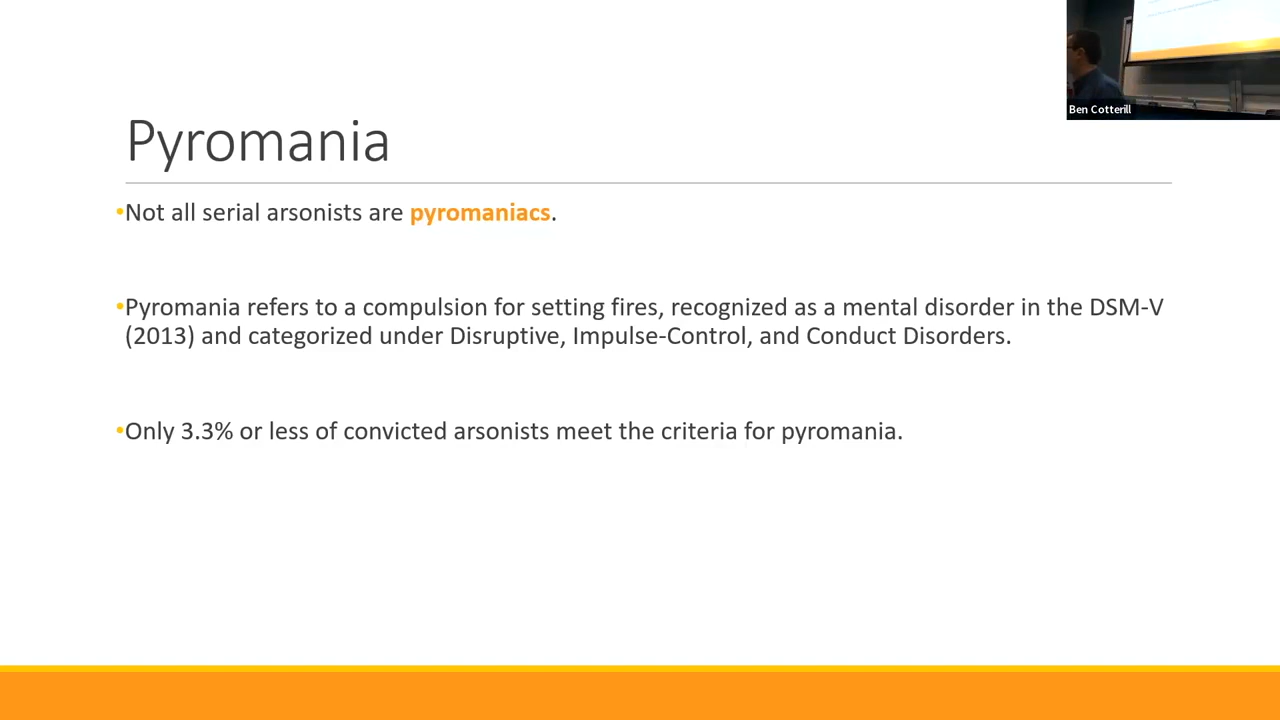 Ben Cotterill
Pyromania
•Not all serial arsonists are pyromaniacs.
•Pyromania refers to a compulsion for setting fires, recognized as a mental disorder in the DSM-V
(2013) and categorized under Disruptive, Impulse-Control, and Conduct Disorders.
•Only 3.3% or less of convicted arsonists meet the criteria for pyromania.